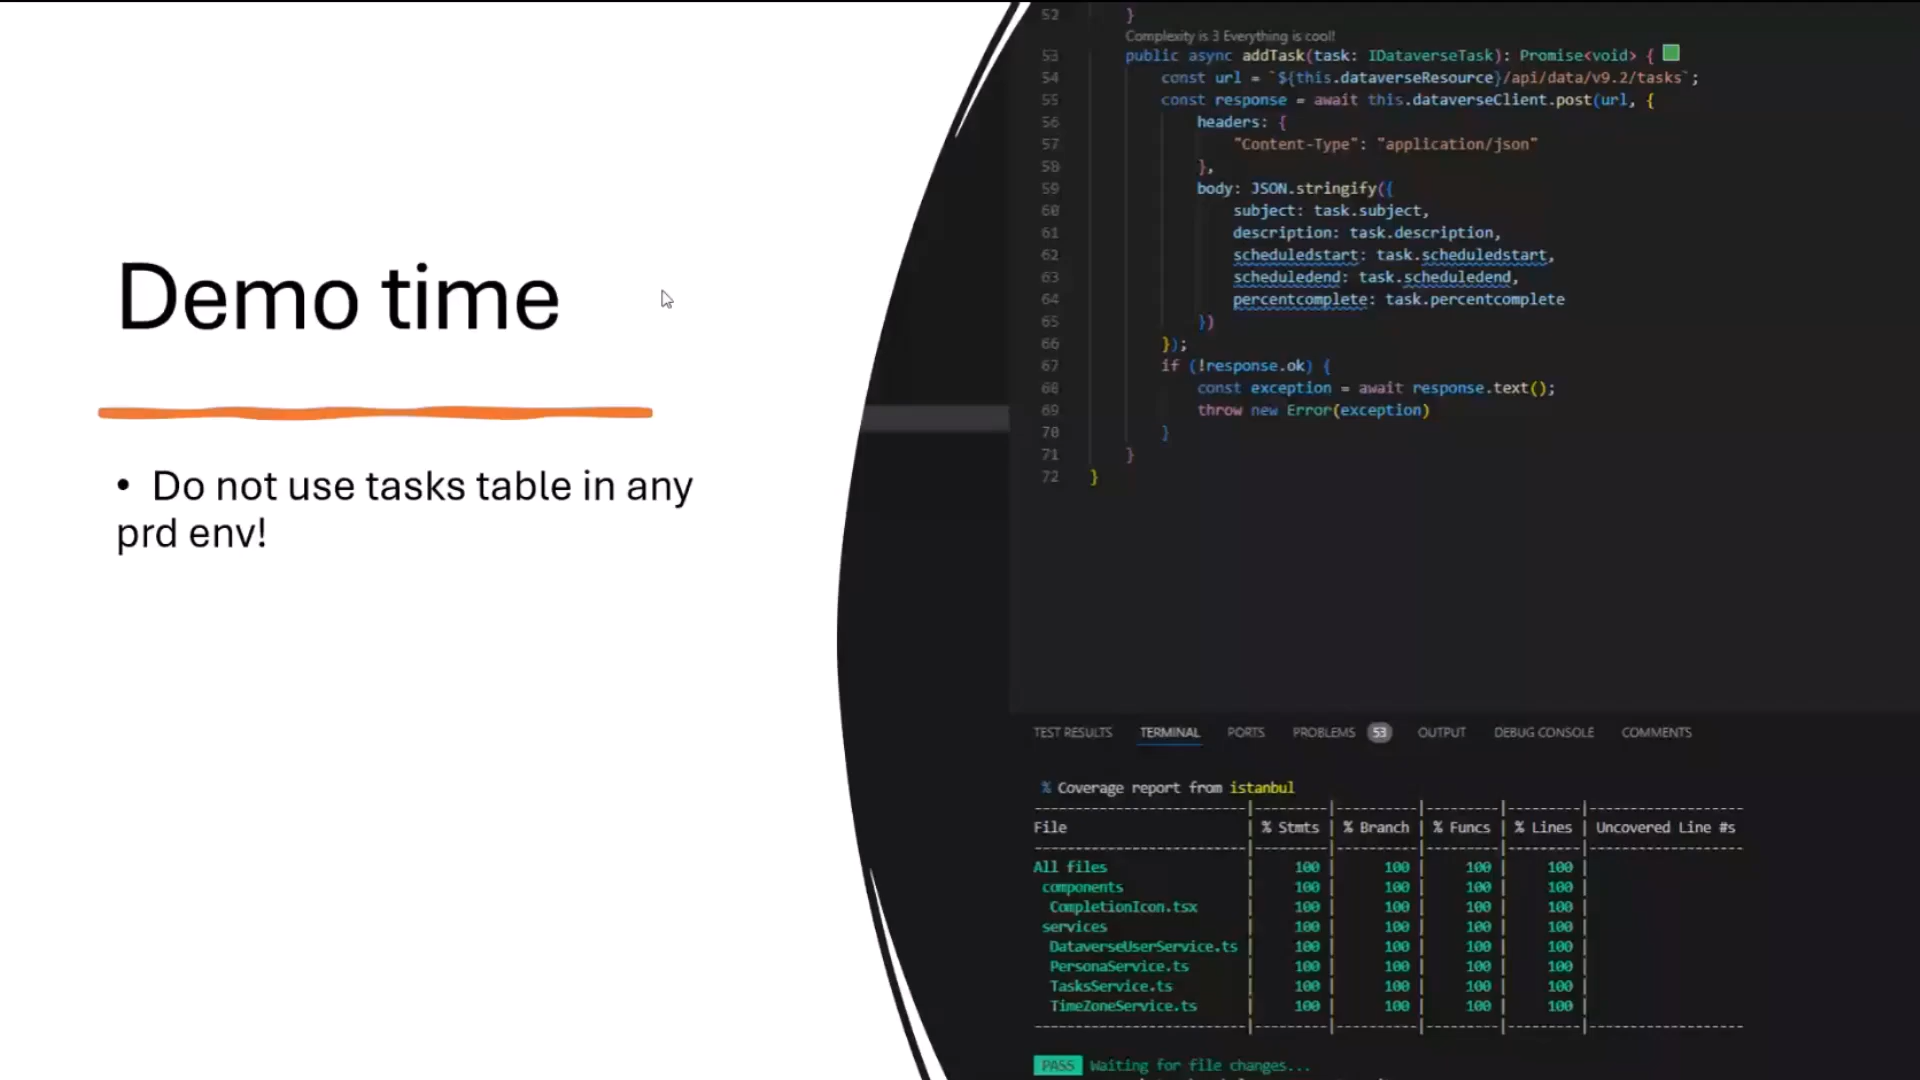 Demo time
• Do not use tasks table in any
prd env!
52 }
Complexity is 3 Everything is cool!
53 public async addTask(task: IDataverseTask): Promise<void> {
54 const url = `${this.dataverseResource}/api/data/v9.2/tasks`;
55 const response = await this.dataverseClient.post(url, {
56 headers: {
57 "Content-Type": "application/json"
58 },
59 body: JSON.stringify({
60 subject: task.subject,
61 description: task.description,
62 scheduledstart: task.scheduledstart,
63 scheduledend: task.scheduledend,
64 percentcomplete: task.percentcomplete
65 })
66 });
67 if (!response.ok) {
68 const exception = await response.text();
69 throw new Error(exception)
70 }
71 }
72 }
TEST RESULTS TERMINAL PORTS PROBLEMS 53 OUTPUT DEBUG CONSOLE COMMENTS
% Coverage report from istanbul
File | % Stmts | % Branch | % Funcs | % Lines | Uncovered Line #s
All files | 100 | 100 | 100 | 100 |
components | 100 | 100 | 100 | 100 |
CompletionIcon.tsx | 100 | 100 | 100 | 100 |
services | 100 | 100 | 100 | 100 |
DataverseUserService.ts | 100 | 100 | 100 | 100 |
PersonaService.ts | 100 | 100 | 100 | 100 |
TasksService.ts | 100 | 100 | 100 | 100 |
TimeZoneService.ts | 100 | 100 | 100 | 100 |
PASS Waiting for file changes...